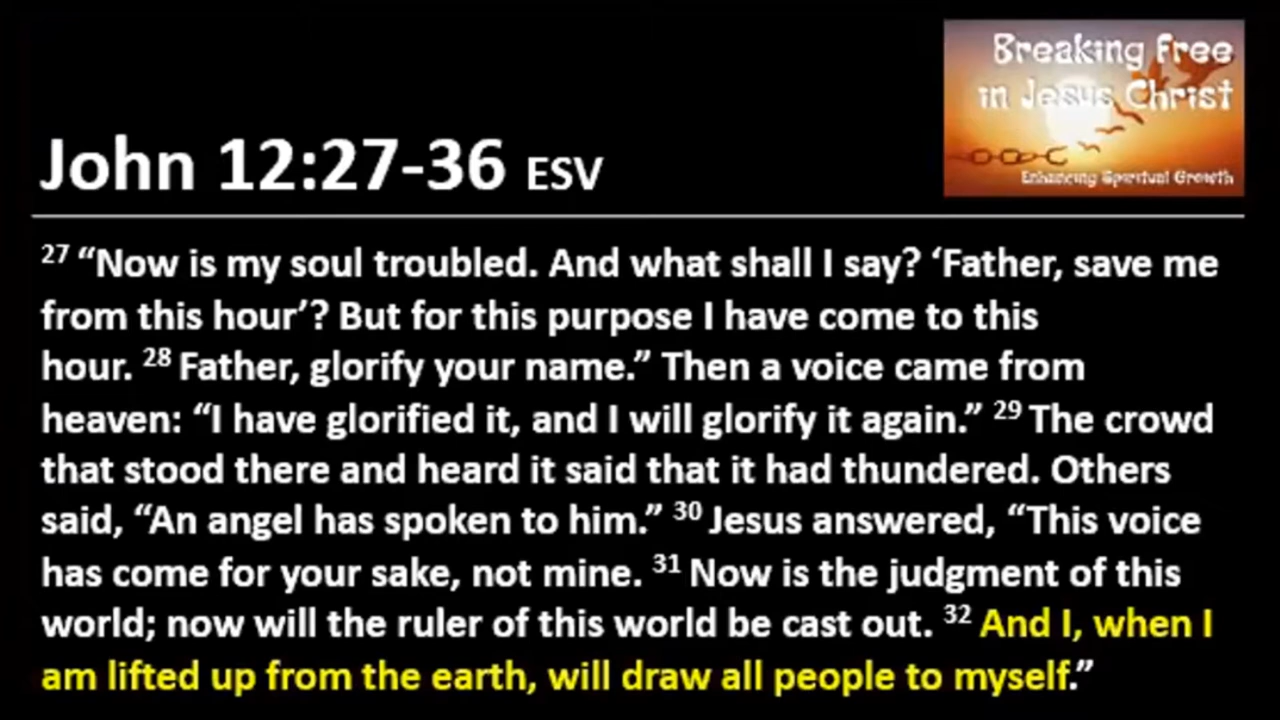 Breaking Free
in Jesus Christ
Enhancing Spiritual Growth
John 12:27-36 ESV
27 “Now is my soul troubled. And what shall I say? ‘Father, save me
from this hour’? But for this purpose I have come to this
hour. 28 Father, glorify your name.” Then a voice came from
heaven: “I have glorified it, and I will glorify it again.” 29 The crowd
that stood there and heard it said that it had thundered. Others
said, “An angel has spoken to him.” 30 Jesus answered, “This voice
has come for your sake, not mine. 31 Now is the judgment of this
world; now will the ruler of this world be cast out. 32 And I, when I
am lifted up from the earth, will draw all people to myself.”